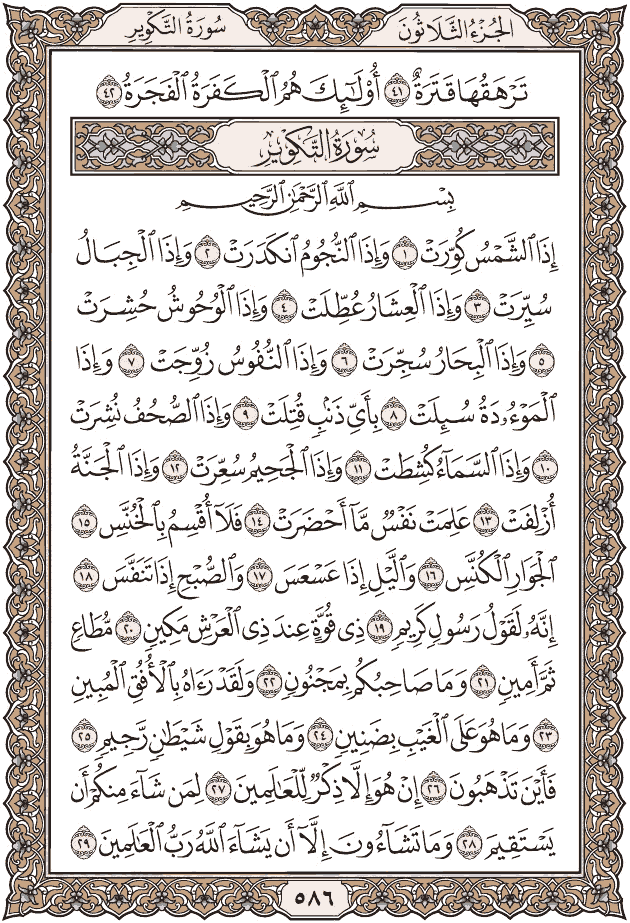 الجُزْءُ الثَّلَاثُونَ سُورَةُ التَّكْوِيرِ
تَرْهَقُهَا قَتَرَةٌ ٤١ أُوْلَٰٓئِكَ هُمُ ٱلْكَفَرَةُ ٱلْفَجَرَةُ ٤٢
سُورَةُ التَّكْوِيرِ
بِسْمِ ٱللَّهِ ٱلرَّحْمَٰنِ ٱلرَّحِيمِ
إِذَا ٱلشَّمْسُ كُوِّرَتْ ١ وَإِذَا ٱلنُّجُومُ ٱنكَدَرَتْ ٢ وَإِذَا ٱلْجِبَالُ
سُيِّرَتْ ٣ وَإِذَا ٱلْعِشَارُ عُطِّلَتْ ٤ وَإِذَا ٱلْوُحُوشُ حُشِرَتْ
٥ وَإِذَا ٱلْبِحَارُ سُجِّرَتْ ٦ وَإِذَا ٱلنُّفُوسُ زُوِّجَتْ ٧ وَإِذَا
ٱلْمَوْءُۥدَةُ سُئِلَتْ ٨ بِأَيِّ ذَنۢبٍ قُتِلَتْ ٩ وَإِذَا ٱلصُّحُفُ نُشِرَتْ
١٠ وَإِذَا ٱلسَّمَآءُ كُشِطَتْ ١١ وَإِذَا ٱلْجَحِيمُ سُعِّرَتْ ١٢ وَإِذَا ٱلْجَنَّةُ
أُزْلِفَتْ ١٣ عَلِمَتْ نَفْسٌ مَّآ أَحْضَرَتْ ١٤ فَلَآ أُقْسِمُ بِٱلْخُنَّسِ ١٥
ٱلْجَوَارِ ٱلْكُنَّسِ ١٦ وَٱلَّيْلِ إِذَا عَسْعَسَ ١٧ وَٱلصُّبْحِ إِذَا تَنَفَّسَ ١٨
إِنَّهُۥ لَقَوْلُ رَسُولٍ كَرِيمٍ ١٩ ذِي قُوَّةٍ عِندَ ذِي ٱلْعَرْشِ مَكِينٍ ٢٠ مُّطَاعٍ
ثَمَّ أَمِينٍ ٢١ وَمَا صَاحِبُكُم بِمَجْنُونٍ ٢٢ وَلَقَدْ رَءَاهُ بِٱلْأُفُقِ ٱلْمُبِينِ
٢٣ وَمَا هُوَ عَلَى ٱلْغَيْبِ بِضَنِينٍ ٢٤ وَمَا هُوَ بِقَوْلِ شَيْطَٰنٍ رَّجِيمٍ ٢٥
فَأَيْنَ تَذْهَبُونَ ٢٦ إِنْ هُوَ إِلَّا ذِكْرٌ لِّلْعَٰلَمِينَ ٢٧ لِمَن شَآءَ مِنكُمْ أَن
يَسْتَقِيمَ ٢٨ وَمَا تَشَآءُونَ إِلَّآ أَن يَشَآءَ ٱللَّهُ رَبُّ ٱلْعَٰلَمِينَ ٢٩
٥٨٦